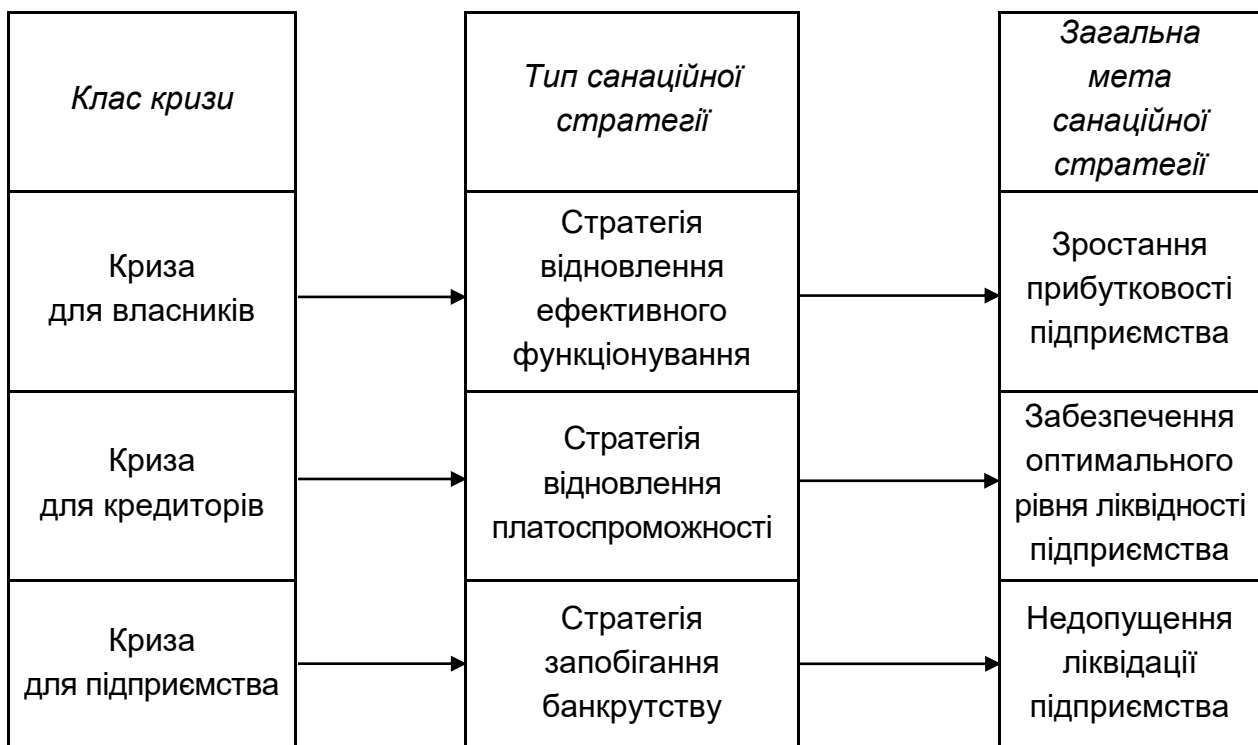 Клас кризи
Тип санаційної
стратегії
Загальна
мета
санаційної
стратегії
Криза
для власників
Стратегія
відновлення
ефективного
функціонування
Зростання
прибутковості
підприємства
Криза
для кредиторів
Стратегія
відновлення
платоспроможності
Забезпечення
оптимального
рівня ліквідності
підприємства
Криза
для підприємства
Стратегія
запобігання
банкрутству
Недопущення
ліквідації
підприємства